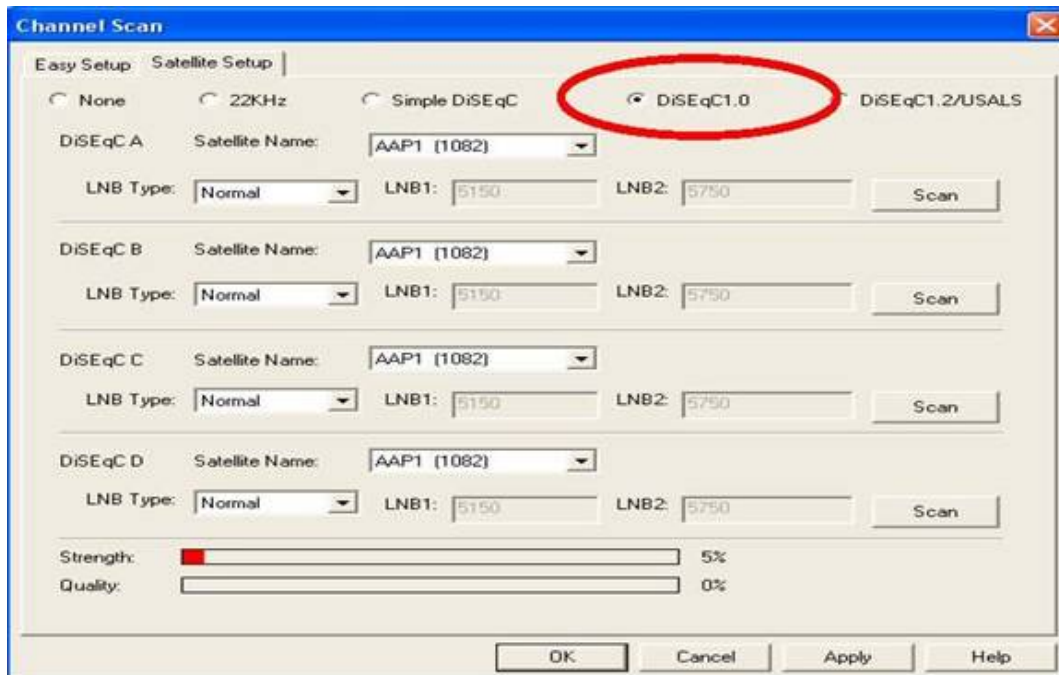 Channel Scan
Easy Setup Satellite Setup
None 22KHz Simple DiSEqC DiSEqC1.0 DiSEqC1.2/USALS
DiSEqC A Satellite Name: AAP1 (1082)
LNB Type: Normal LNB1: 5150 LNB2: 5750 Scan
DiSEqC B Satellite Name: AAP1 (1082)
LNB Type: Normal LNB1: 5150 LNB2: 5750 Scan
DiSEqC C Satellite Name: AAP1 (1082)
LNB Type: Normal LNB1: 5150 LNB2: 5750 Scan
DiSEqC D Satellite Name: AAP1 (1082)
LNB Type: Normal LNB1: 5150 LNB2: 5750 Scan
Strength: 5%
Quality: 0%
OK Cancel Apply Help